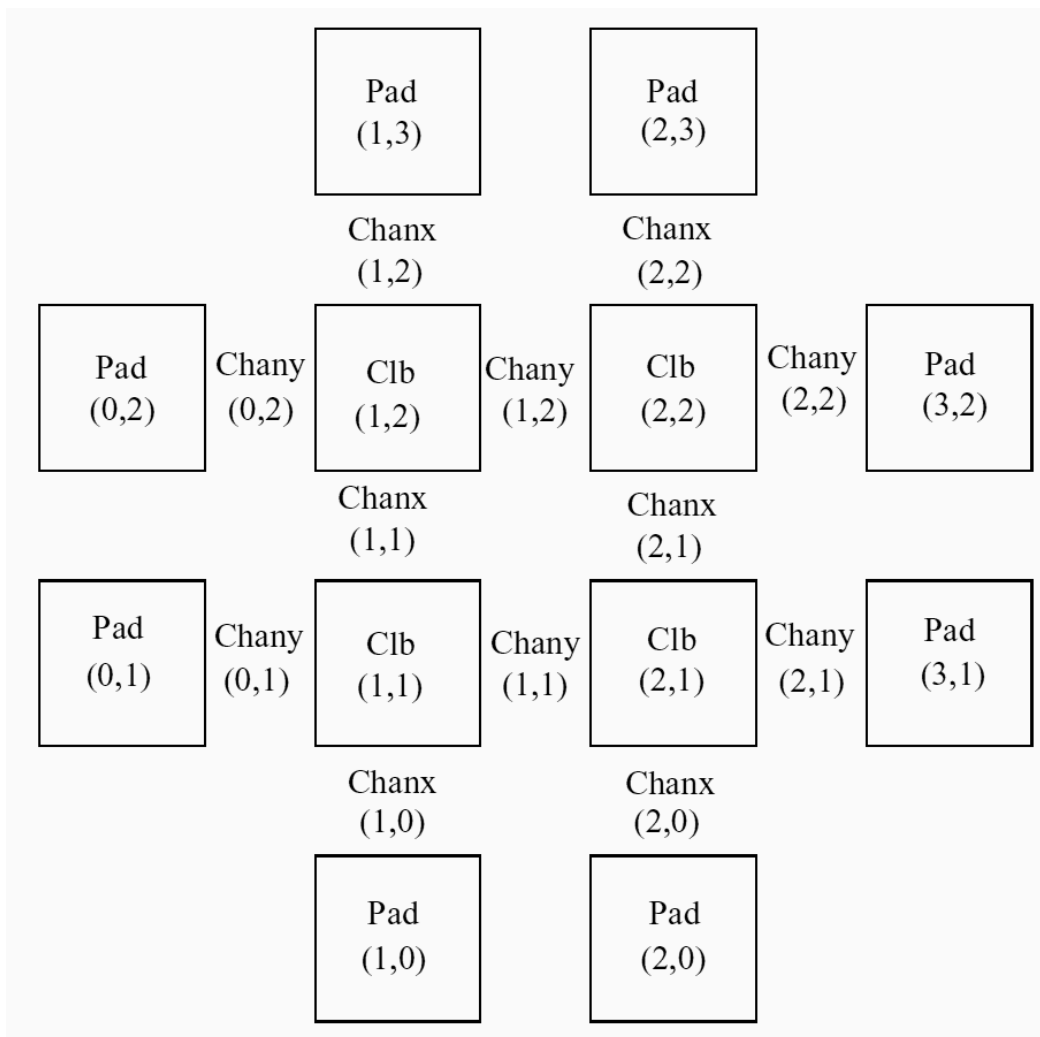 Pad
(1,3)
Pad
(2,3)
Chanx
(1,2)
Chanx
(2,2)
Pad
(0,2)
Chany
(0,2)
Clb
(1,2)
Chany
(1,2)
Clb
(2,2)
Chany
(2,2)
Pad
(3,2)
Chanx
(1,1)
Chanx
(2,1)
Pad
(0,1)
Chany
(0,1)
Clb
(1,1)
Chany
(1,1)
Clb
(2,1)
Chany
(2,1)
Pad
(3,1)
Chanx
(1,0)
Chanx
(2,0)
Pad
(1,0)
Pad
(2,0)